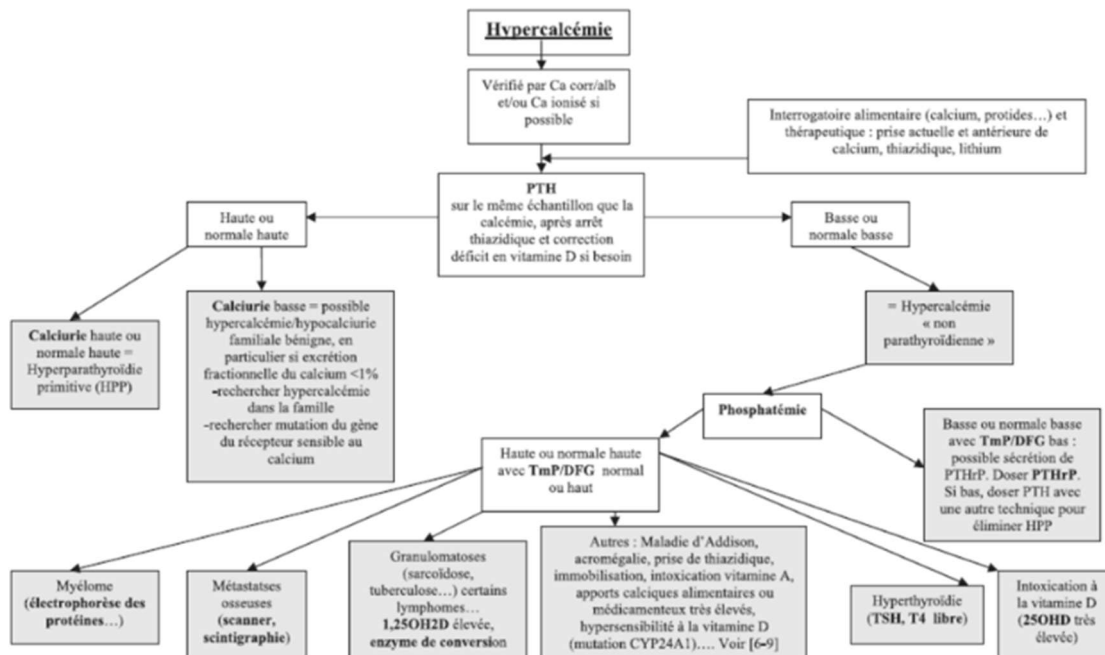 Hypercalcémie
Vérifié par Ca corr/alb
et/ou Ca ionisé si
possible
Interrogatoire alimentaire (calcium, protides…) et
thérapeutique : prise actuelle et antérieure de
calcium, thiazidique, lithium
PTH
sur le même échantillon que la
calcémie, après arrêt
thiazidique et correction
déficit en vitamine D si besoin
Haute ou
normale haute
Basse ou
normale basse
Calciurie haute ou
normale haute =
Hyperparathyroïdie
primitive (HPP)
Calciurie basse = possible
hypercalcémie/hypocalciurie
familiale bénigne, en
particulier si excrétion
fractionnelle du calcium <1%
-rechercher hypercalcémie
dans la famille
-rechercher mutation du gène
du récepteur sensible au
calcium
= Hypercalcémie
« non
parathyroïdienne »
Phosphatémie
Haute ou normale haute
avec TmP/DFG normal
ou haut
Basse ou normale basse
avec TmP/DFG bas :
possible sécrétion de
PTHrP. Doser PTHrP.
Si bas, doser PTH avec
une autre technique pour
éliminer HPP
Myélome
(électrophorèse des
protéines…)
Métastatses
osseuses
(scanner,
scintigraphie)
Granulomatoses
(sarcoïdose,
tuberculose…) certains
lymphomes…
1,25OH2D élevée,
enzyme de conversion
Autres : Maladie d’Addison,
acromégalie, prise de thiazidique,
immobilisation, intoxication vitamine A,
apports calciques alimentaires ou
médicamenteux très élevés,
hypersensibilité à la vitamine D
(mutation CYP24A1)…. Voir [6-9]
Hyperthyroïdie
(TSH, T4 libre)
Intoxication à
la vitamine D
(25OHD très
élevée)